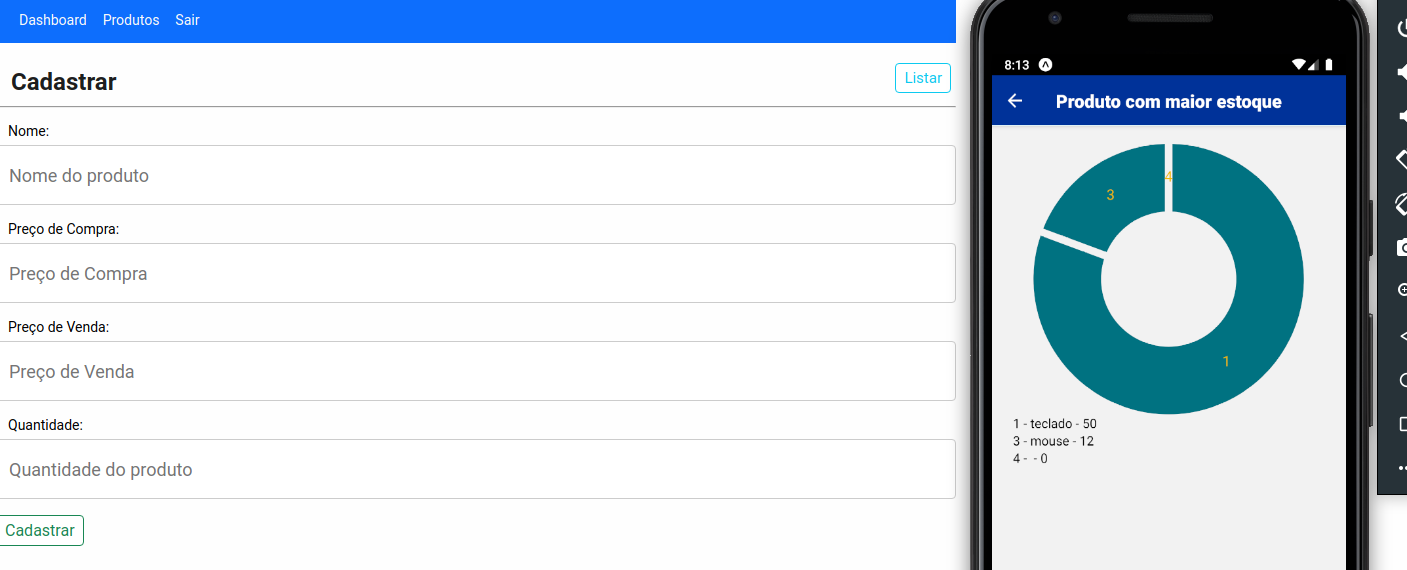 Dashboard Produtos Sair
Cadastrar
Listar
Nome:
Nome do produto
Preço de Compra:
Preço de Compra
Preço de Venda:
Preço de Venda
Quantidade:
Quantidade do produto
Cadastrar
8:13
Produto com maior estoque
4
3
1
1 - teclado - 50
3 - mouse - 12
4 - - 0